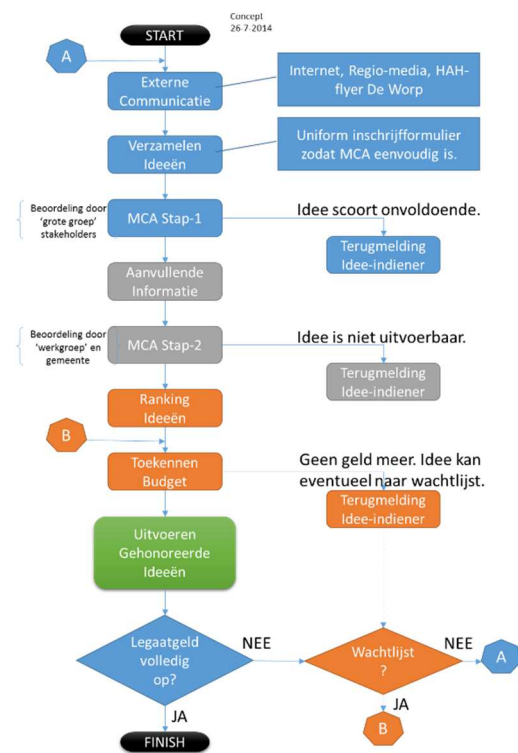 Concept
26-7-2014
START
A
Externe
Communicatie
Internet, Regio-media, HAH-
flyer De Worp
Verzamelen
Ideeën
Uniform inschrijfformulier
zodat MCA eenvoudig is.
Beoordeling door
'grote groep'
stakeholders
MCA Stap-1
Idee scoort onvoldoende.
Terugmelding
Idee-indiener
Aanvullende
Informatie
Beoordeling door
'werkgroep' en
gemeente
MCA Stap-2
Idee is niet uitvoerbaar.
Terugmelding
Idee-indiener
Ranking
Ideeën
B
Toekennen
Budget
Geen geld meer. Idee kan
eventueel naar wachtlijst.
Terugmelding
Idee-indiener
Uitvoeren
Gehonoreerde
Ideeën
Legaatgeld
volledig
op?
NEE
Wachtlijst
?
NEE
A
JA
JA
B
FINISH